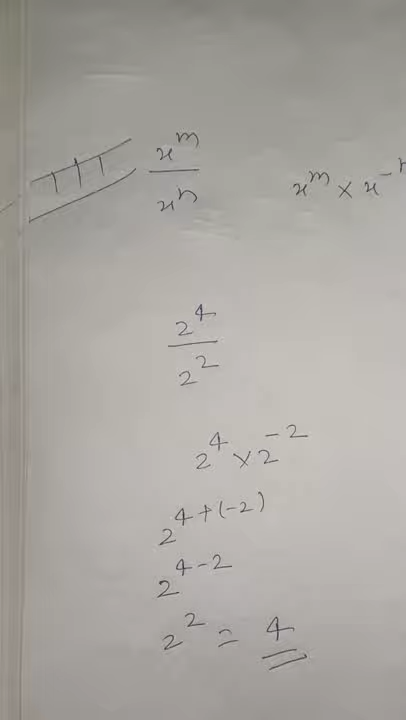 III
x^m / x^n    x^m × x^-n
2^4 / 2^2
2^4 × 2^-2
2^4+(-2)
2^4-2
2^2 = 4